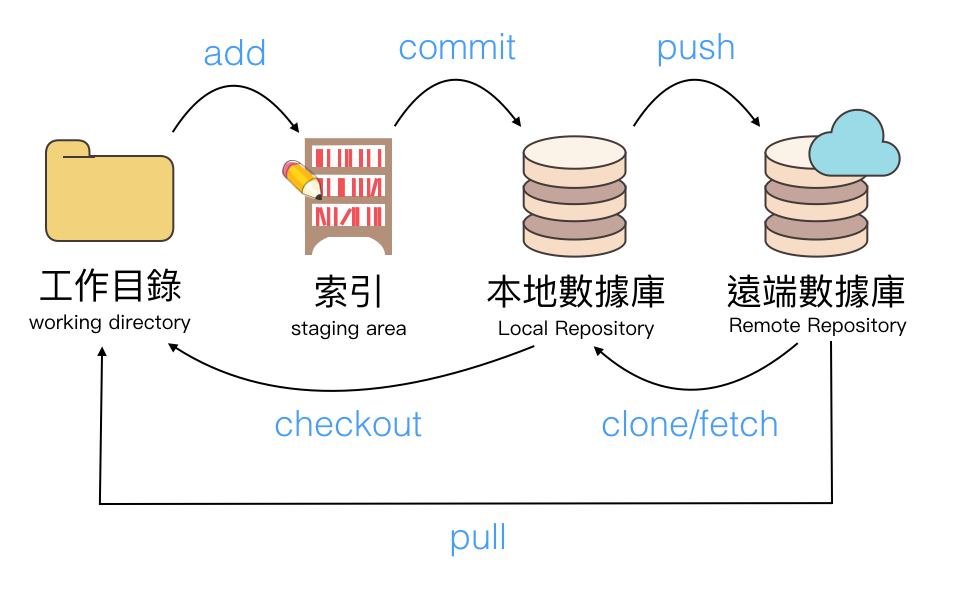 add
commit
push
工作目錄
working directory
索引
staging area
本地數據庫
Local Repository
遠端數據庫
Remote Repository
checkout
clone/fetch
pull